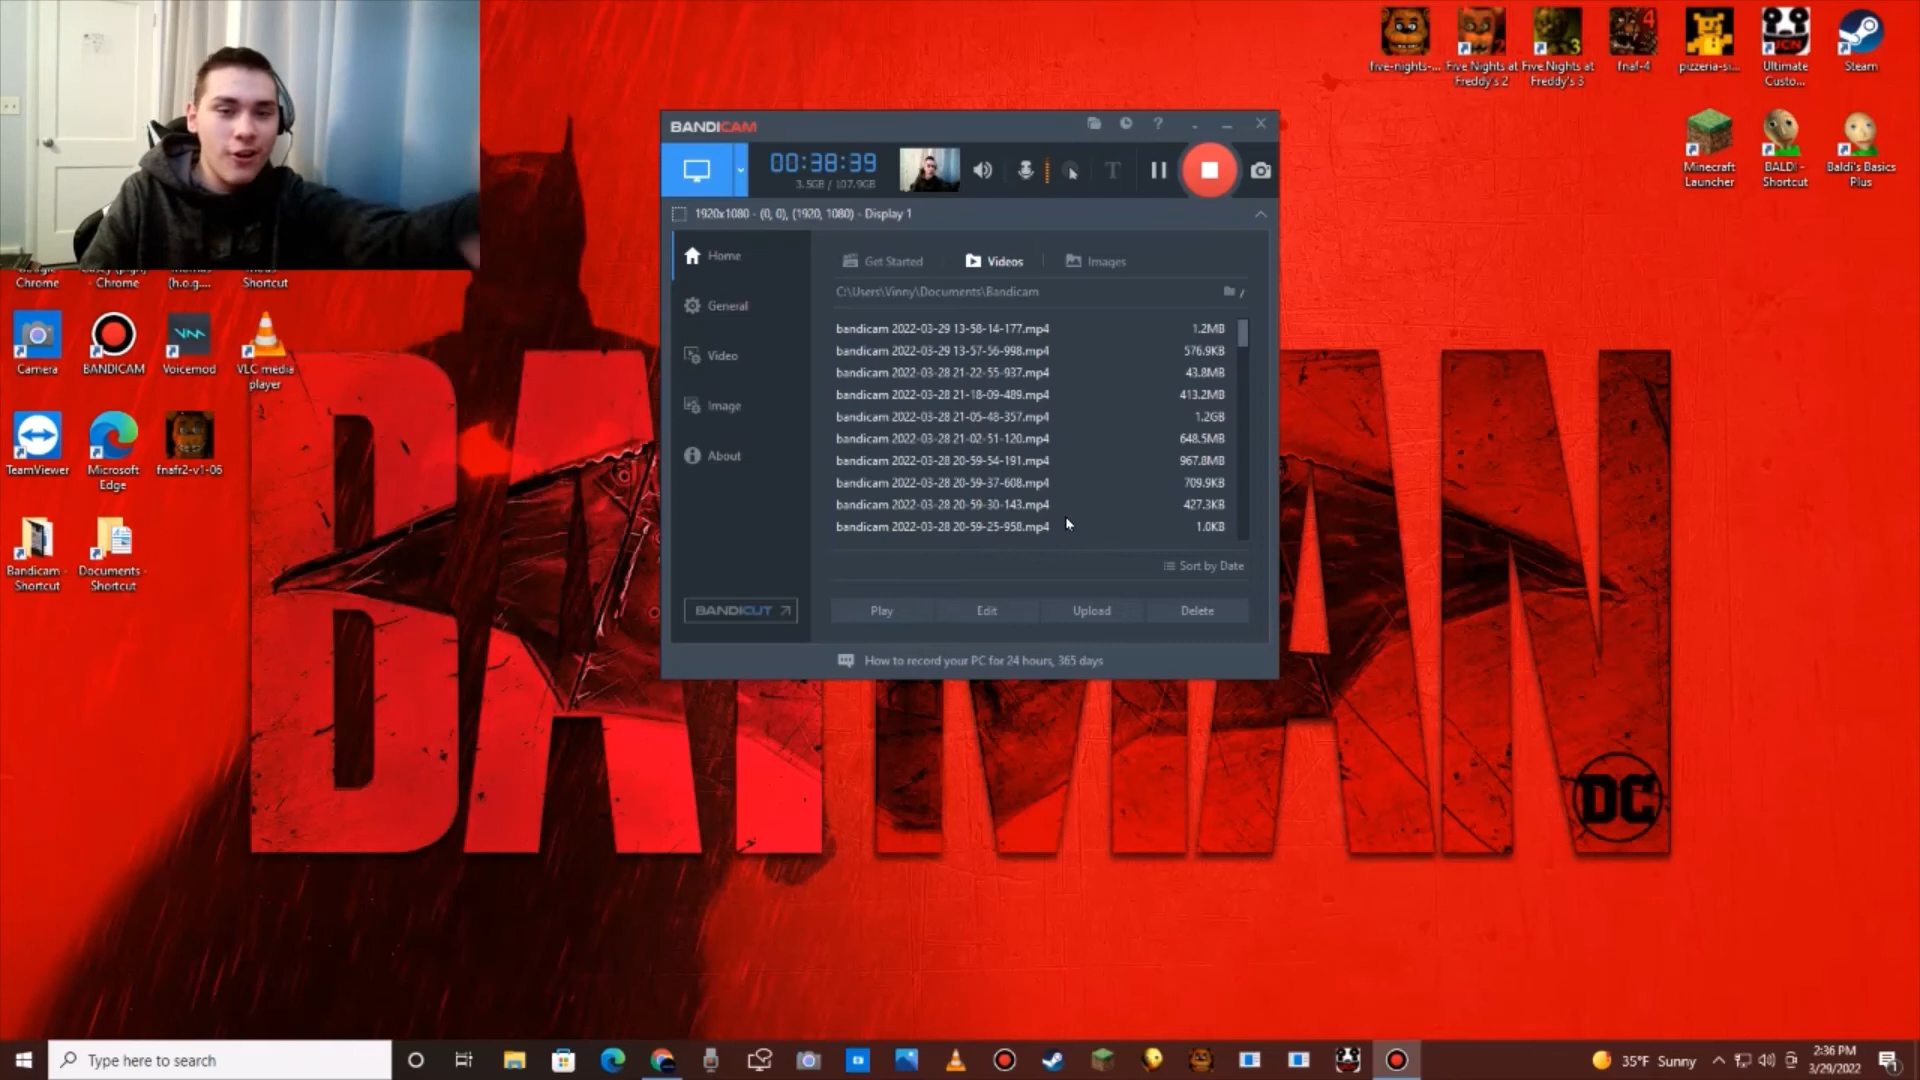 five-nights-...
Five Nights at Freddy's 2
Five Nights at Freddy's 3
fnaf-4
pizzeria-si...
Ultimate Custo...
Steam
Minecraft Launcher
BALDI - Shortcut
Baldi's Basics Plus
Chrome
- Chrome
(h.o.g....
Shortcut
Camera
BANDICAM
Voicemod
VLC media player
TeamViewer
Microsoft Edge
fnafr2-v1-06
Bandicam - Shortcut
Documents - Shortcut
BANDICAM
00:38:39
3.5GB / 107.9GB
1920x1080 - (0, 0), (1920, 1080) - Display 1
Home
General
Video
Image
About
BANDICUT
Get Started
Videos
Images
C:\Users\Vinny\Documents\Bandicam
bandicam 2022-03-29 13-58-14-177.mp4 1.2MB
bandicam 2022-03-29 13-57-56-998.mp4 576.9KB
bandicam 2022-03-28 21-22-55-937.mp4 43.8MB
bandicam 2022-03-28 21-18-09-489.mp4 413.2MB
bandicam 2022-03-28 21-05-48-357.mp4 1.2GB
bandicam 2022-03-28 21-02-51-120.mp4 648.5MB
bandicam 2022-03-28 20-59-54-191.mp4 967.8MB
bandicam 2022-03-28 20-59-37-608.mp4 709.9KB
bandicam 2022-03-28 20-59-30-143.mp4 427.3KB
bandicam 2022-03-28 20-59-25-958.mp4 1.0KB
Sort by Date
Play Edit Upload Delete
How to record your PC for 24 hours, 365 days
BATMAN
DC
Type here to search
35°F Sunny
2:36 PM
3/29/2022